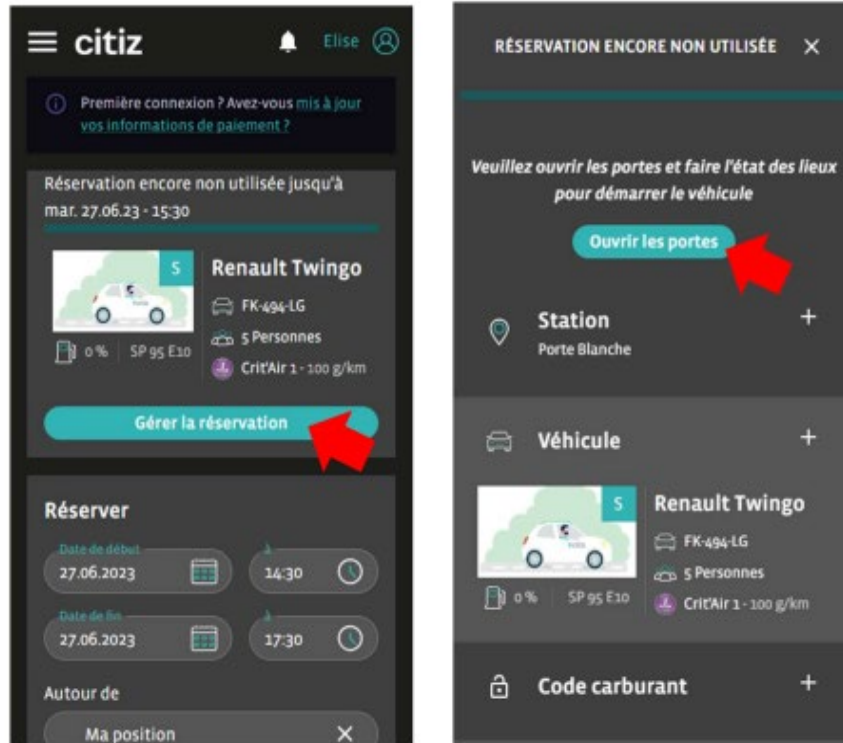 citiz
Elise
Première connexion ? Avez-vous mis à jour
vos informations de paiement ?
Réservation encore non utilisée jusqu'à
mar. 27.06.23 - 15:30
S
Renault Twingo
FK-494-LG
5 Personnes
0 % SP 95 E10
Crit'Air 1 - 100 g/km
Gérer la réservation
Réserver
Date de début
à
27.06.2023
14:30
Date de fin
à
27.06.2023
17:30
Autour de
Ma position
RÉSERVATION ENCORE NON UTILISÉE
Veuillez ouvrir les portes et faire l'état des lieux
pour démarrer le véhicule
Ouvrir les portes
Station
Porte Blanche
Véhicule
S
Renault Twingo
FK-494-LG
5 Personnes
0 % SP 95 E10
Crit'Air 1 - 100 g/km
Code carburant